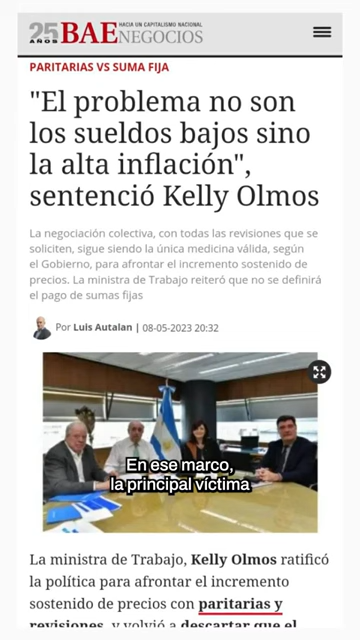 25 AÑOS BAE NEGOCIOS
HACIA UN CAPITALISMO NACIONAL
PARITARIAS VS SUMA FIJA
"El problema no son
los sueldos bajos sino
la alta inflación",
sentenció Kelly Olmos
La negociación colectiva, con todas las revisiones que se
soliciten, sigue siendo la única medicina válida, según
el Gobierno, para afrontar el incremento sostenido de
precios. La ministra de Trabajo reiteró que no se definirá
el pago de sumas fijas
Por Luis Autalan | 08-05-2023 20:32
En ese marco,
la principal víctima
La ministra de Trabajo, Kelly Olmos ratificó
la política para afrontar el incremento
sostenido de precios con paritarias y
revisiones, y volvió a descartar que el